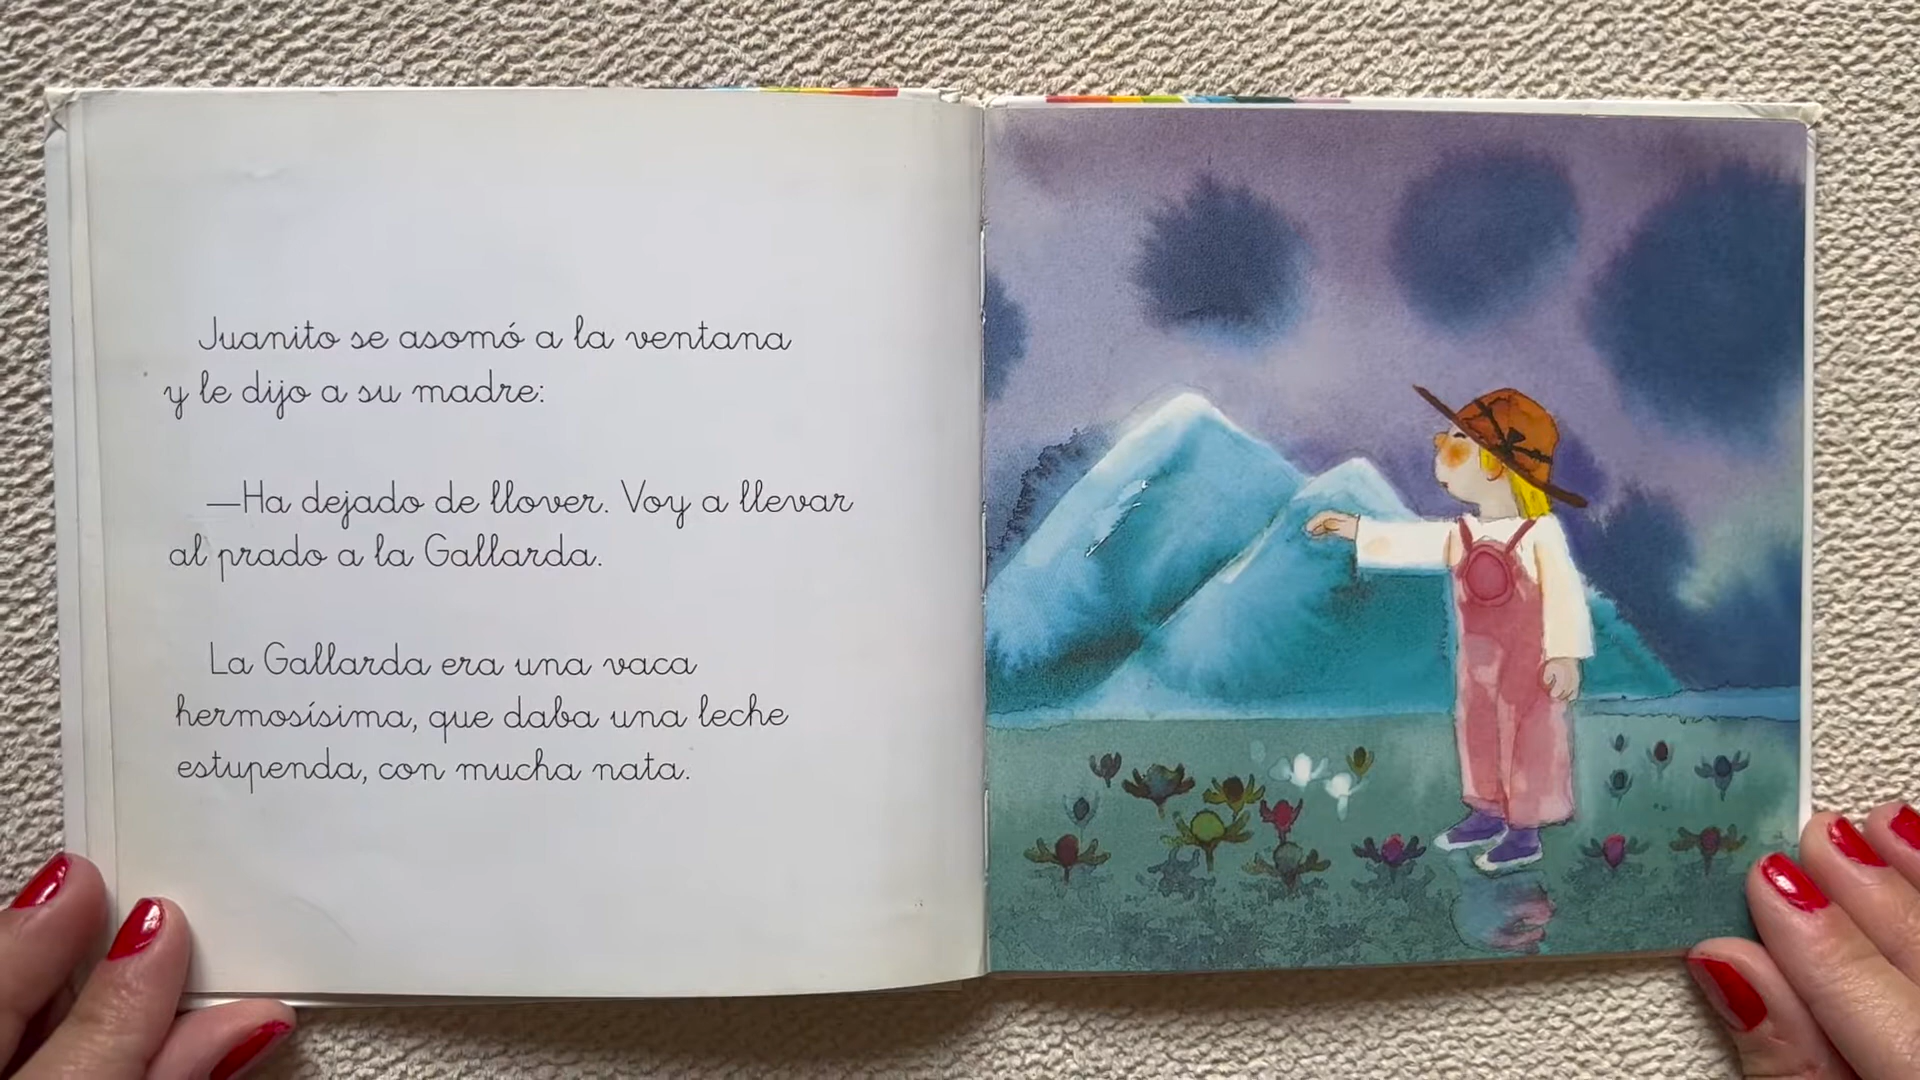 Juanito se asomó a la ventana
y le dijo a su madre:
—Ha dejado de llover. Voy a llevar
al prado a la Gallarda.
La Gallarda era una vaca
hermosísima, que daba una leche
estupenda, con mucha nata.